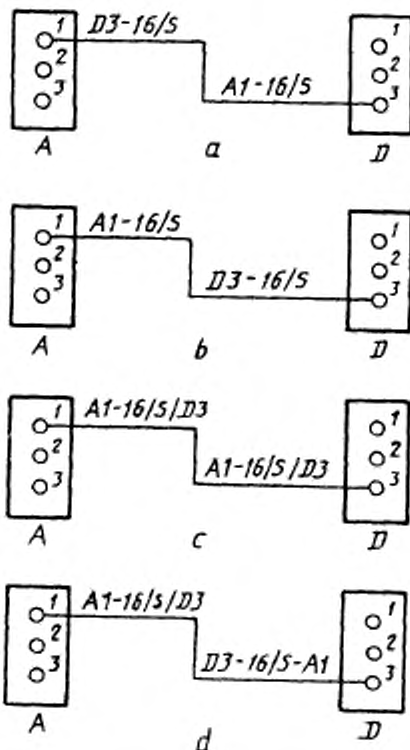 1 D3-16/S 1
2 2
3 A1-16/S 3
A a D
1 A1-16/S 1
2 2
3 D3-16/S 3
A b D
1 A1-16/S/D3 1
2 2
3 A1-16/S/D3 3
A c D
1 A1-16/S/D3 1
2 2
3 D3-16/S-A1 3
A d D